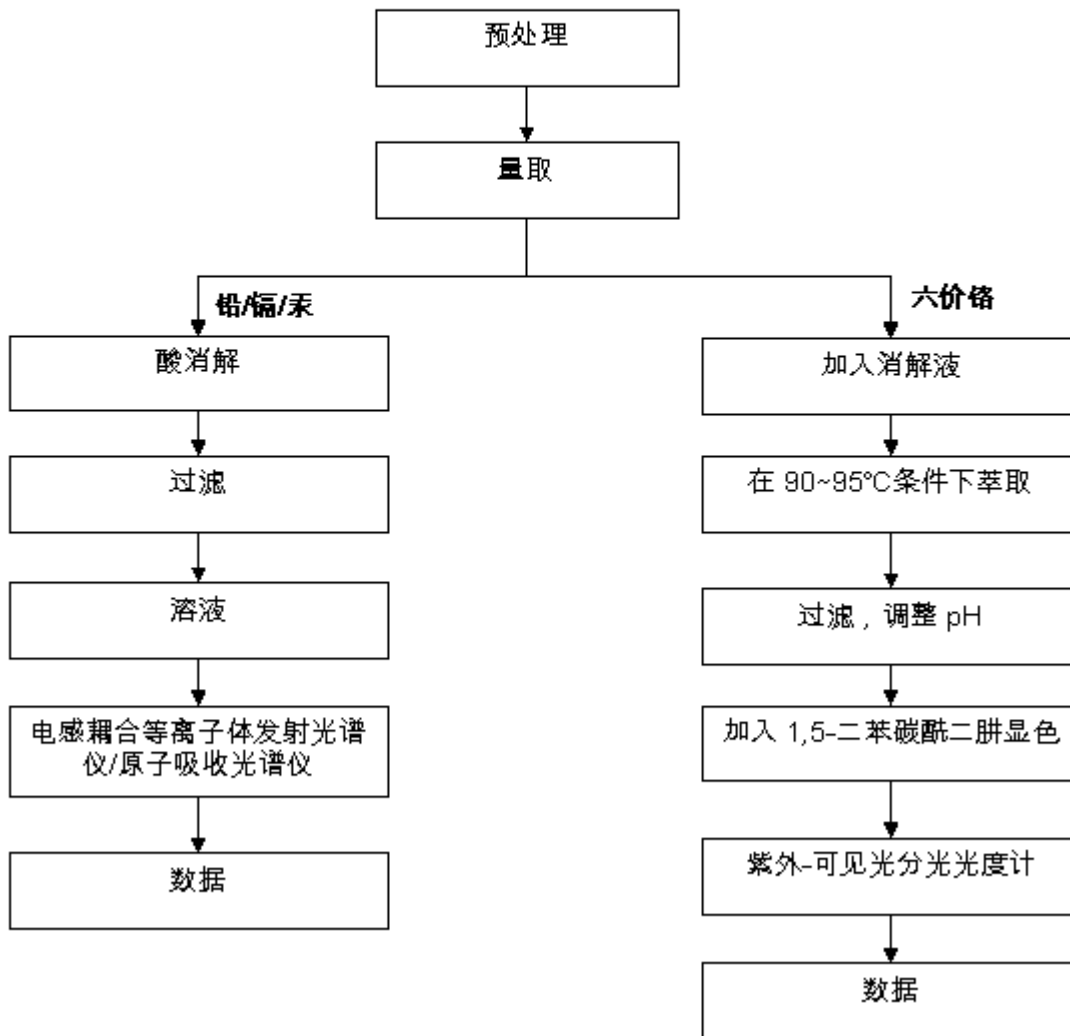 预处理
量取
铅/镉/汞
酸消解
过滤
溶液
电感耦合等离子体发射光谱
仪/原子吸收光谱仪
数据
六价铬
加入消解液
在 90~95°C条件下萃取
过滤，调整 pH
加入 1,5-二苯碳酰二肼显色
紫外-可见光分光光度计
数据